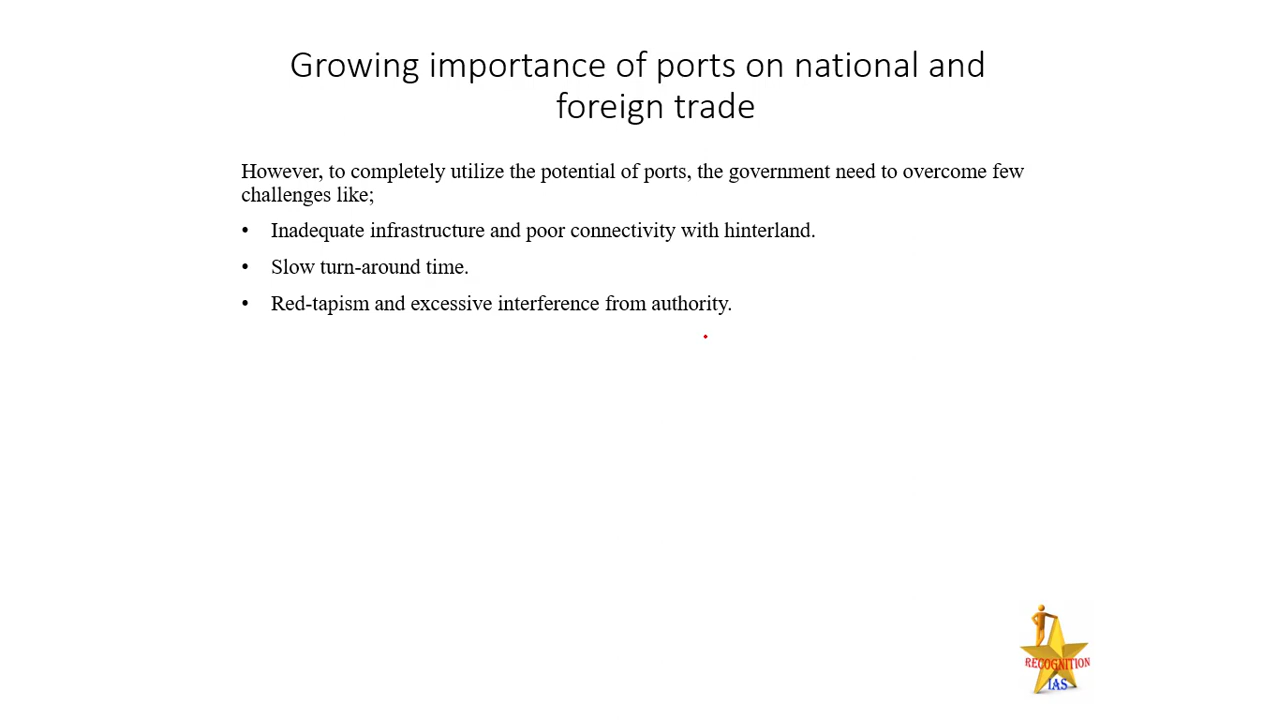 Growing importance of ports on national and
foreign trade
However, to completely utilize the potential of ports, the government need to overcome few
challenges like;
• Inadequate infrastructure and poor connectivity with hinterland.
• Slow turn-around time.
• Red-tapism and excessive interference from authority.
RECOGNITION
IAS